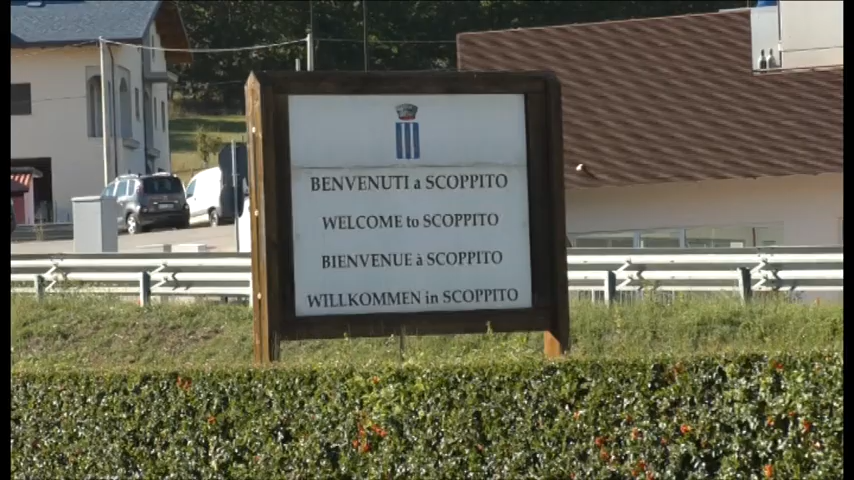 BENVENUTI a SCOPPITO
WELCOME to SCOPPITO
BIENVENUE à SCOPPITO
WILLKOMMEN in SCOPPITO